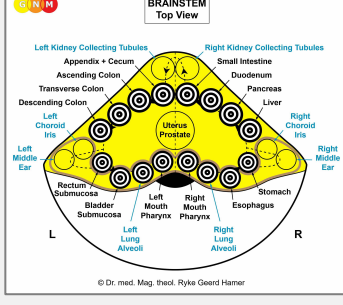 GNM
BRAINSTEM
Top View
Left Kidney Collecting Tubules
Right Kidney Collecting Tubules
Appendix + Cecum
Small Intestine
Ascending Colon
Duodenum
Transverse Colon
Pancreas
Descending Colon
Liver
Left
Choroid
Iris
Right
Choroid
Iris
Uterus
Prostate
Left
Middle
Ear
Right
Middle
Ear
Rectum
Submucosa
Stomach
Bladder
Submucosa
Left
Mouth
Pharynx
Right
Mouth
Pharynx
Esophagus
Left
Lung
Alveoli
Right
Lung
Alveoli
L
R
© Dr. med. Mag. theol. Ryke Geerd Hamer